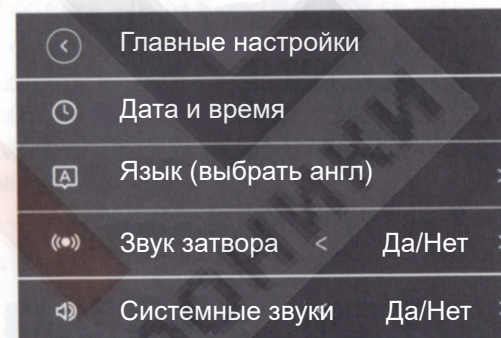 Главные настройки
Дата и время
Язык (выбрать англ)
Звук затвора < Да/Нет >
Системные звуки < Да/Нет >